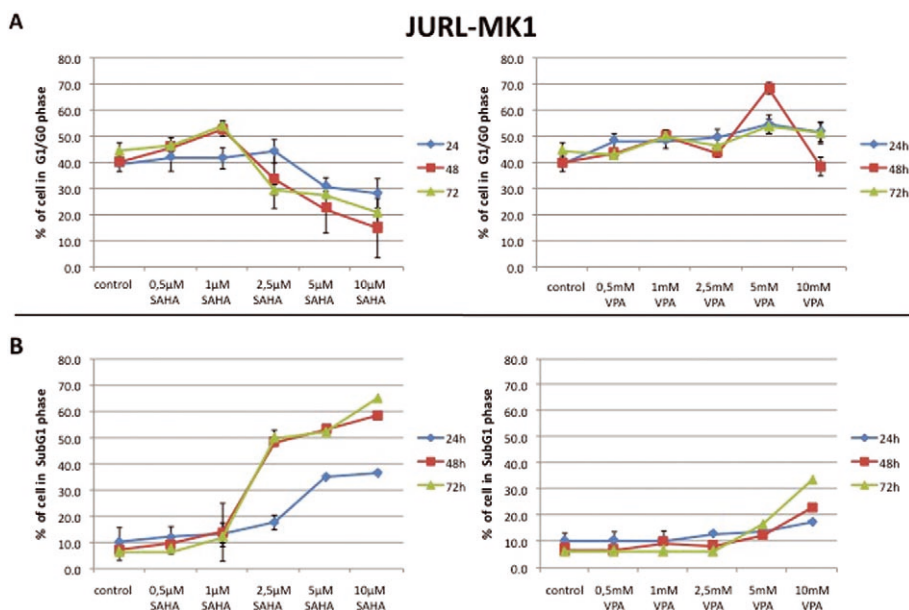 JURL-MK1
A
% of cell in G1/G0 phase
80.0
70.0
60.0
50.0
40.0
30.0
20.0
10.0
0.0
control
0,5µM SAHA
1µM SAHA
2,5µM SAHA
5µM SAHA
10µM SAHA
24
48
72
% of cell in G1/G0 phase
80.0
70.0
60.0
50.0
40.0
30.0
20.0
10.0
0.0
control
0,5mM VPA
1mM VPA
2,5mM VPA
5mM VPA
10mM VPA
24h
48h
72h
B
% of cell in SubG1 phase
80.0
70.0
60.0
50.0
40.0
30.0
20.0
10.0
0.0
control
0,5µM SAHA
1µM SAHA
2,5µM SAHA
5µM SAHA
10µM SAHA
24h
48h
72h
% of cell in SubG1 phase
80.0
70.0
60.0
50.0
40.0
30.0
20.0
10.0
0.0
control
0,5mM VPA
1mM VPA
2,5mM VPA
5mM VPA
10mM VPA
24h
48h
72h